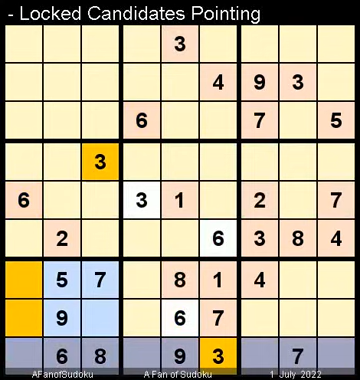 - Locked Candidates Pointing
3
4 9 3
6 7 5
3
6 3 1 2 7
2 6 3 8 4
5 7 8 1 4
9 6 7
6 8 9 3 7
AFanofSudoku A Fan of Sudoku 1 July 2022